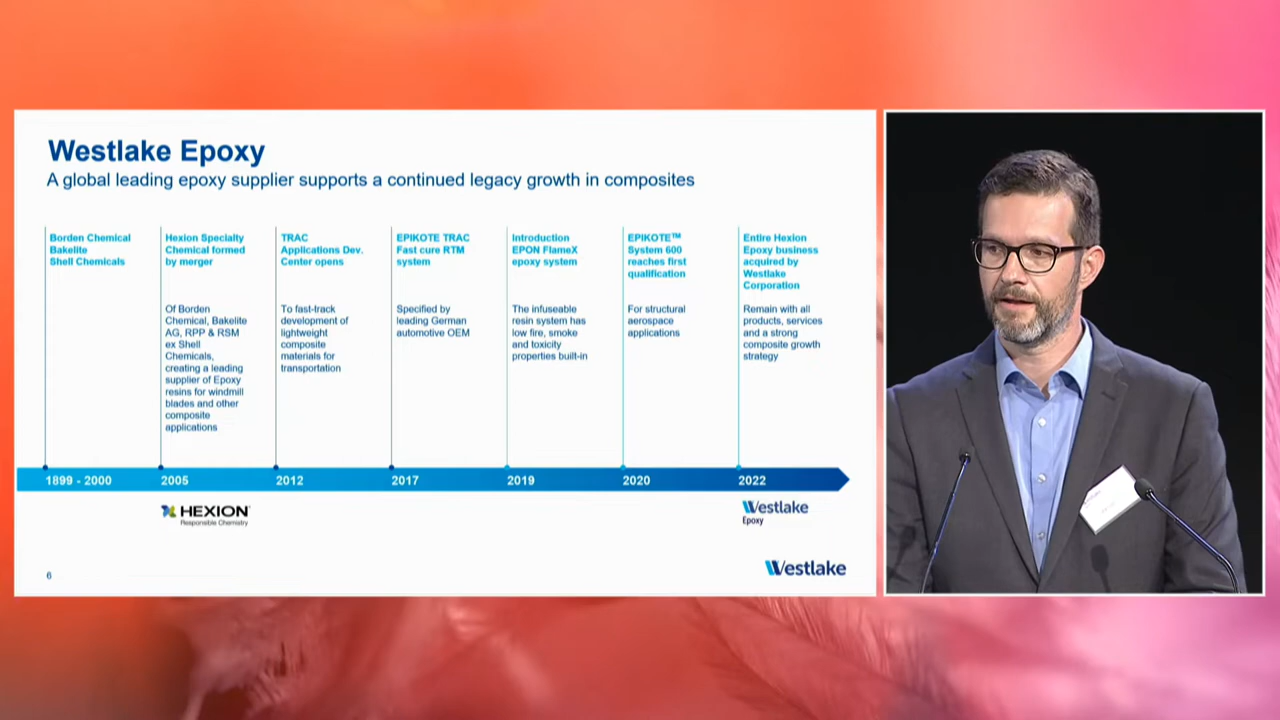 Westlake Epoxy
A global leading epoxy supplier supports a continued legacy growth in composites
Borden Chemical
Bakelite
Shell Chemicals
Hexion Specialty
Chemical formed
by merger
Of Borden
Chemical, Bakelite
AG, RPP & RSM
ex Shell
Chemicals,
creating a leading
supplier of Epoxy
resins for windmill
blades and other
composite
applications
TRAC
Applications Dev.
Center opens
To fast-track
development of
lightweight
composite
materials for
transportation
EPIKOTE TRAC
Fast cure RTM
system
Specified by
leading German
automotive OEM
Introduction
EPON FlameX
epoxy system
The infuseable
resin system has
low fire, smoke
and toxicity
properties built-in
EPIKOTE™
System 600
reaches first
qualification
For structural
aerospace
applications
Entire Hexion
Epoxy business
acquired by
Westlake
Corporation
Remain with all
products, services
and a strong
composite growth
strategy
1899 - 2000
2005
2012
2017
2019
2020
2022
HEXION
Responsible Chemistry
Westlake
Epoxy
6
Westlake